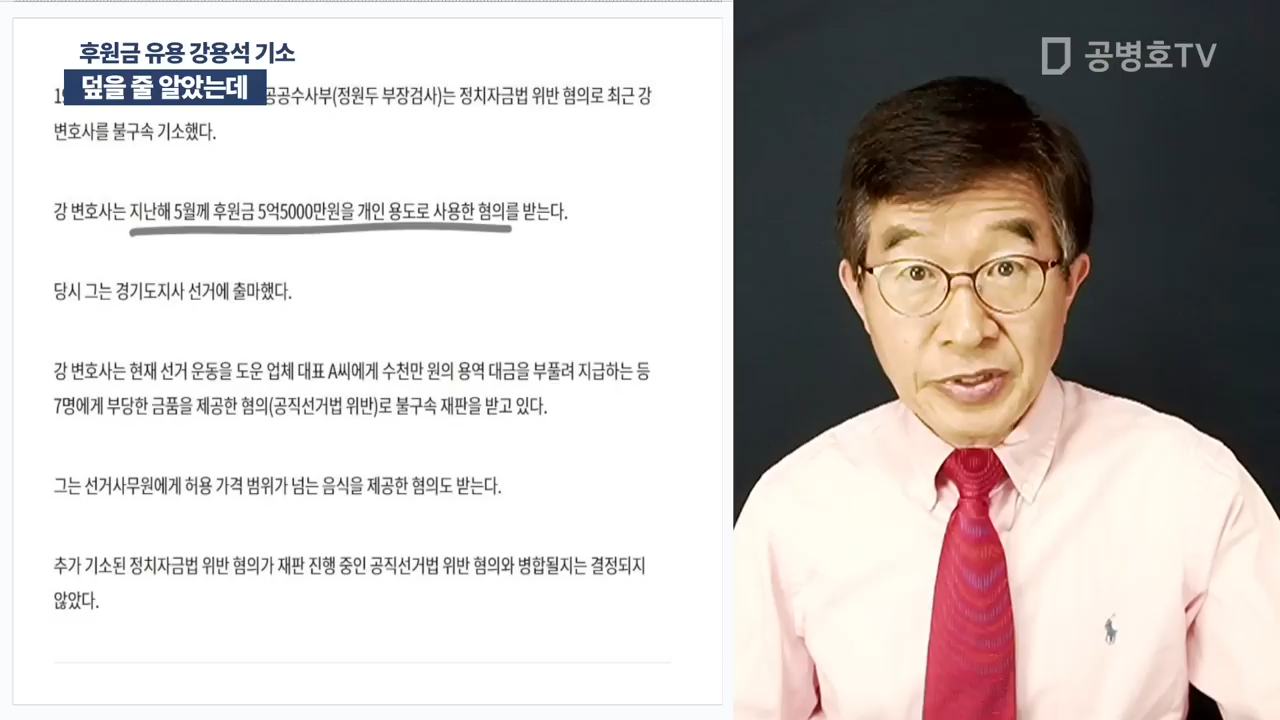 후원금 유용 강용석 기소
덮을 줄 알았는데
공병호TV
공공수사부(정원두 부장검사)는 정치자금법 위반 혐의로 최근 강
변호사를 불구속 기소했다.
강 변호사는 지난해 5월께 후원금 5억5000만원을 개인 용도로 사용한 혐의를 받는다.
당시 그는 경기도지사 선거에 출마했다.
강 변호사는 현재 선거 운동을 도운 업체 대표 A씨에게 수천만 원의 용역 대금을 부풀려 지급하는 등
7명에게 부당한 금품을 제공한 혐의(공직선거법 위반)로 불구속 재판을 받고 있다.
그는 선거사무원에게 허용 가격 범위가 넘는 음식을 제공한 혐의도 받는다.
추가 기소된 정치자금법 위반 혐의가 재판 진행 중인 공직선거법 위반 혐의와 병합될지는 결정되지
않았다.